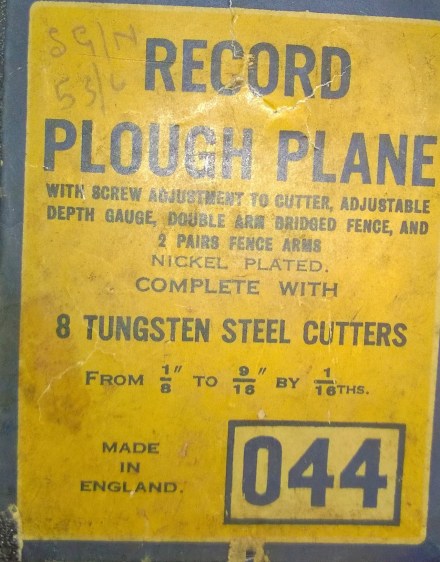 SG/N
53/6
RECORD
PLOUGH PLANE
WITH SCREW ADJUSTMENT TO CUTTER, ADJUSTABLE
DEPTH GAUGE, DOUBLE ARM BRIDGED FENCE, AND
2 PAIRS FENCE ARMS
NICKEL PLATED.
COMPLETE WITH
8 TUNGSTEN STEEL CUTTERS
FROM 1/8" TO 9/16" BY 1/16THS.
MADE
IN
ENGLAND.
044